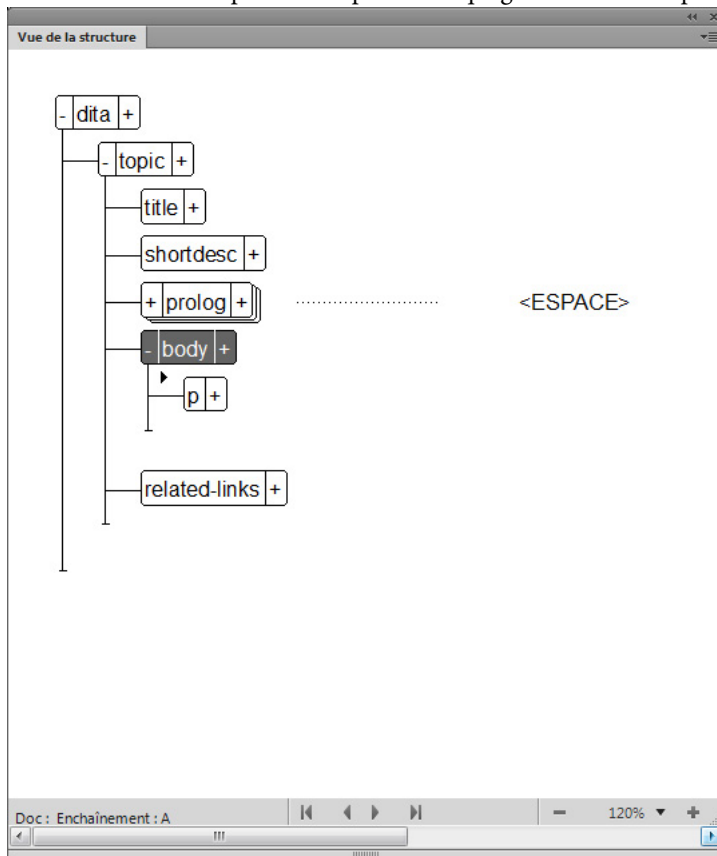 Vue de la structure
- dita +
- topic +
title +
shortdesc +
+ prolog + <ESPACE>
- body +
p +
related-links +
Doc : Enchaînement : A 120%